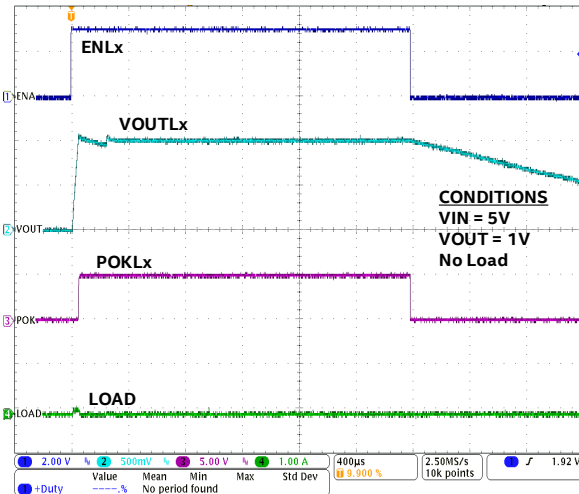 T
ENLx
1 ENA
VOUTLx
CONDITIONS
VIN = 5V
VOUT = 1V
No Load
2 VOUT
POKLx
3 POK
LOAD
4 LOAD
1 2.00 V 2 500mV 3 5.00 V 4 1.00 A
400µs
T 9.900 %
2.50MS/s
10k points
1 1.92 V
Value Mean Min Max Std Dev
1 +Duty ----.% No period found